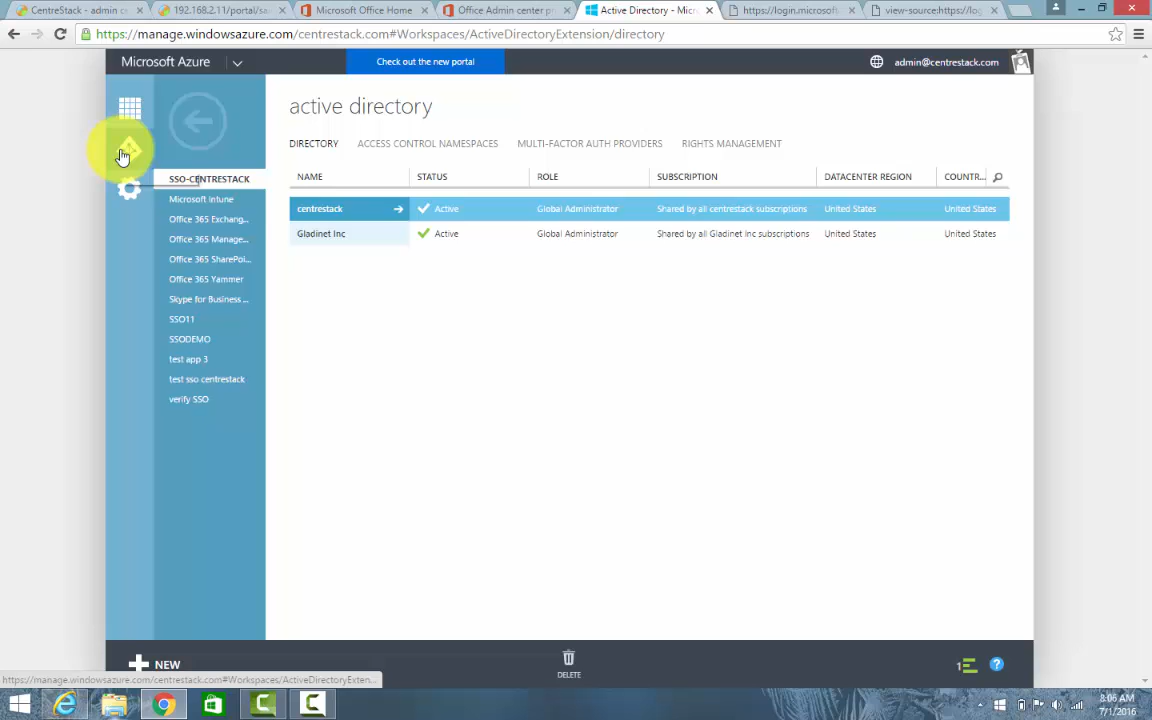 CentreStack - admin ce
192.168.2.11/portal/sa
Microsoft Office Home
Office Admin center pr
Active Directory - Micr
https://login.microsof
view-source:https://log
https://manage.windowsazure.com/centrestack.com#Workspaces/ActiveDirectoryExtension/directory
Microsoft Azure
Check out the new portal
admin@centrestack.com
active directory
DIRECTORY
ACCESS CONTROL NAMESPACES
MULTI-FACTOR AUTH PROVIDERS
RIGHTS MANAGEMENT
NAME STATUS ROLE SUBSCRIPTION DATACENTER REGION COUNTR...
centrestack Active Global Administrator Shared by all centrestack subscriptions United States United States
Gladinet Inc Active Global Administrator Shared by all Gladinet Inc subscriptions United States United States
SSO-CENTRESTACK
Microsoft Intune
Office 365 Exchang...
Office 365 Manage...
Office 365 SharePoi...
Office 365 Yammer
Skype for Business ...
SSO11
SSODEMO
test app 3
test sso centrestack
verify SSO
NEW
DELETE
1
?
https://manage.windowsazure.com/centrestack.com#Workspaces/ActiveDirectoryExten...
8:06 AM
7/1/2016